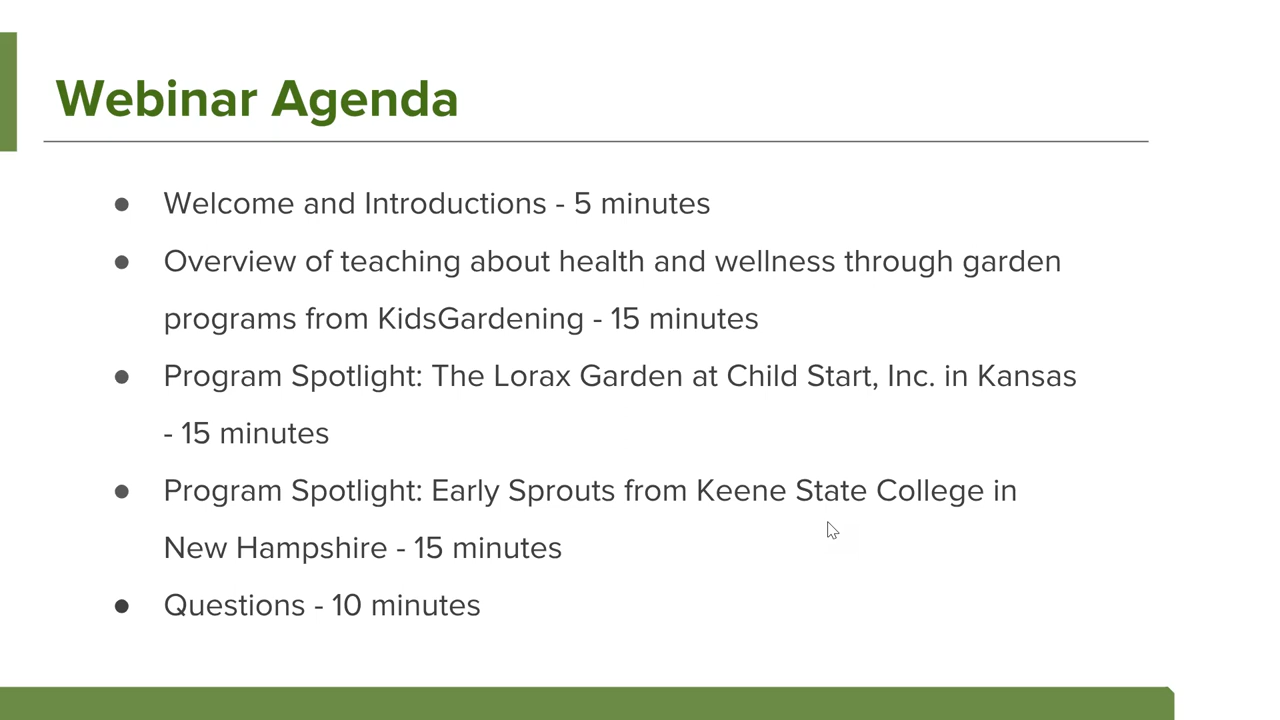 Webinar Agenda
● Welcome and Introductions - 5 minutes
● Overview of teaching about health and wellness through garden
programs from KidsGardening - 15 minutes
● Program Spotlight: The Lorax Garden at Child Start, Inc. in Kansas
- 15 minutes
● Program Spotlight: Early Sprouts from Keene State College in
New Hampshire - 15 minutes
● Questions - 10 minutes